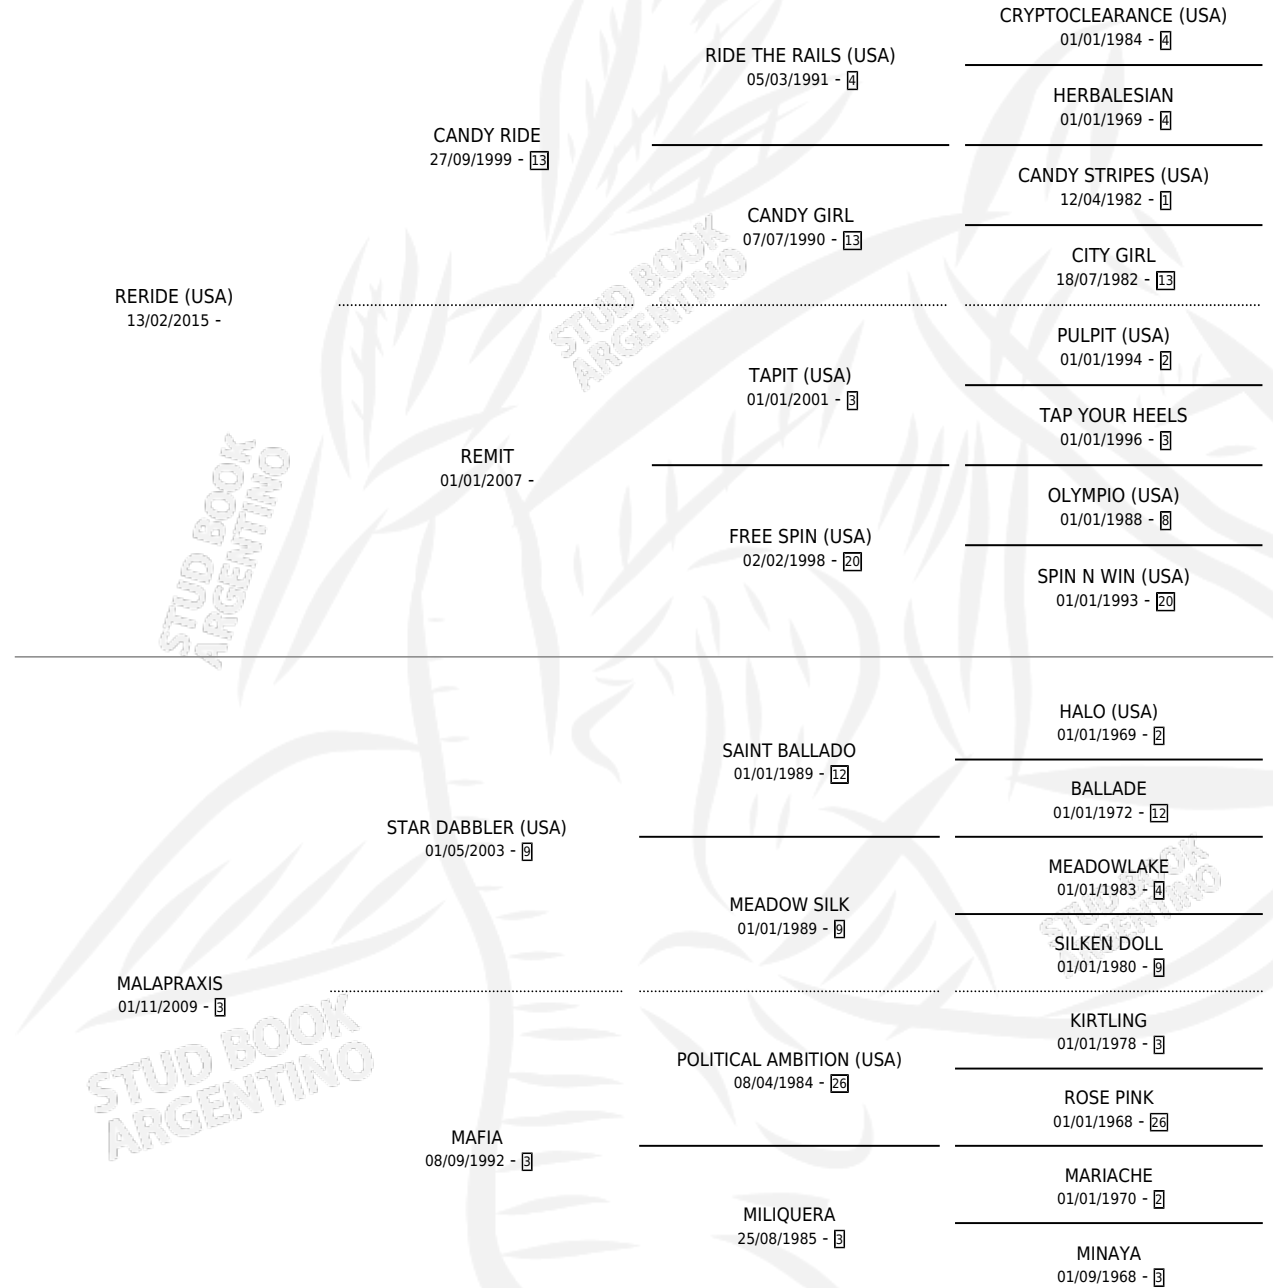 CRYPTOCLEARANCE (USA)
01/01/1984 - 4
RIDE THE RAILS (USA)
05/03/1991 - 4
HERBALESIAN
01/01/1969 - 4
CANDY RIDE
27/09/1999 - 13
CANDY STRIPES (USA)
12/04/1982 - 1
CANDY GIRL
07/07/1990 - 13
CITY GIRL
18/07/1982 - 13
RERIDE (USA)
13/02/2015 -
STUD BOOK
ARGENTINO
PULPIT (USA)
01/01/1994 - 2
TAPIT (USA)
01/01/2001 - 3
TAP YOUR HEELS
01/01/1996 - 3
REMIT
01/01/2007 -
OLYMPIO (USA)
01/01/1988 - 8
FREE SPIN (USA)
02/02/1998 - 20
SPIN N WIN (USA)
01/01/1993 - 20
STUD BOOK
ARGENTINO
HALO (USA)
01/01/1969 - 2
SAINT BALLADO
01/01/1989 - 12
BALLADE
01/01/1972 - 12
STAR DABBLER (USA)
01/05/2003 - 9
MEADOWLAKE
01/01/1983 - 4
MEADOW SILK
01/01/1989 - 9
SILKEN DOLL
01/01/1980 - 9
STUD BOOK
ARGENTINO
MALAPRAXIS
01/11/2009 - 3
KIRTLING
01/01/1978 - 3
POLITICAL AMBITION (USA)
08/04/1984 - 26
ROSE PINK
01/01/1968 - 26
STUD BOOK
ARGENTINO
MAFIA
08/09/1992 - 3
MARIACHE
01/01/1970 - 2
MILIQUERA
25/08/1985 - 3
MINAYA
01/09/1968 - 3